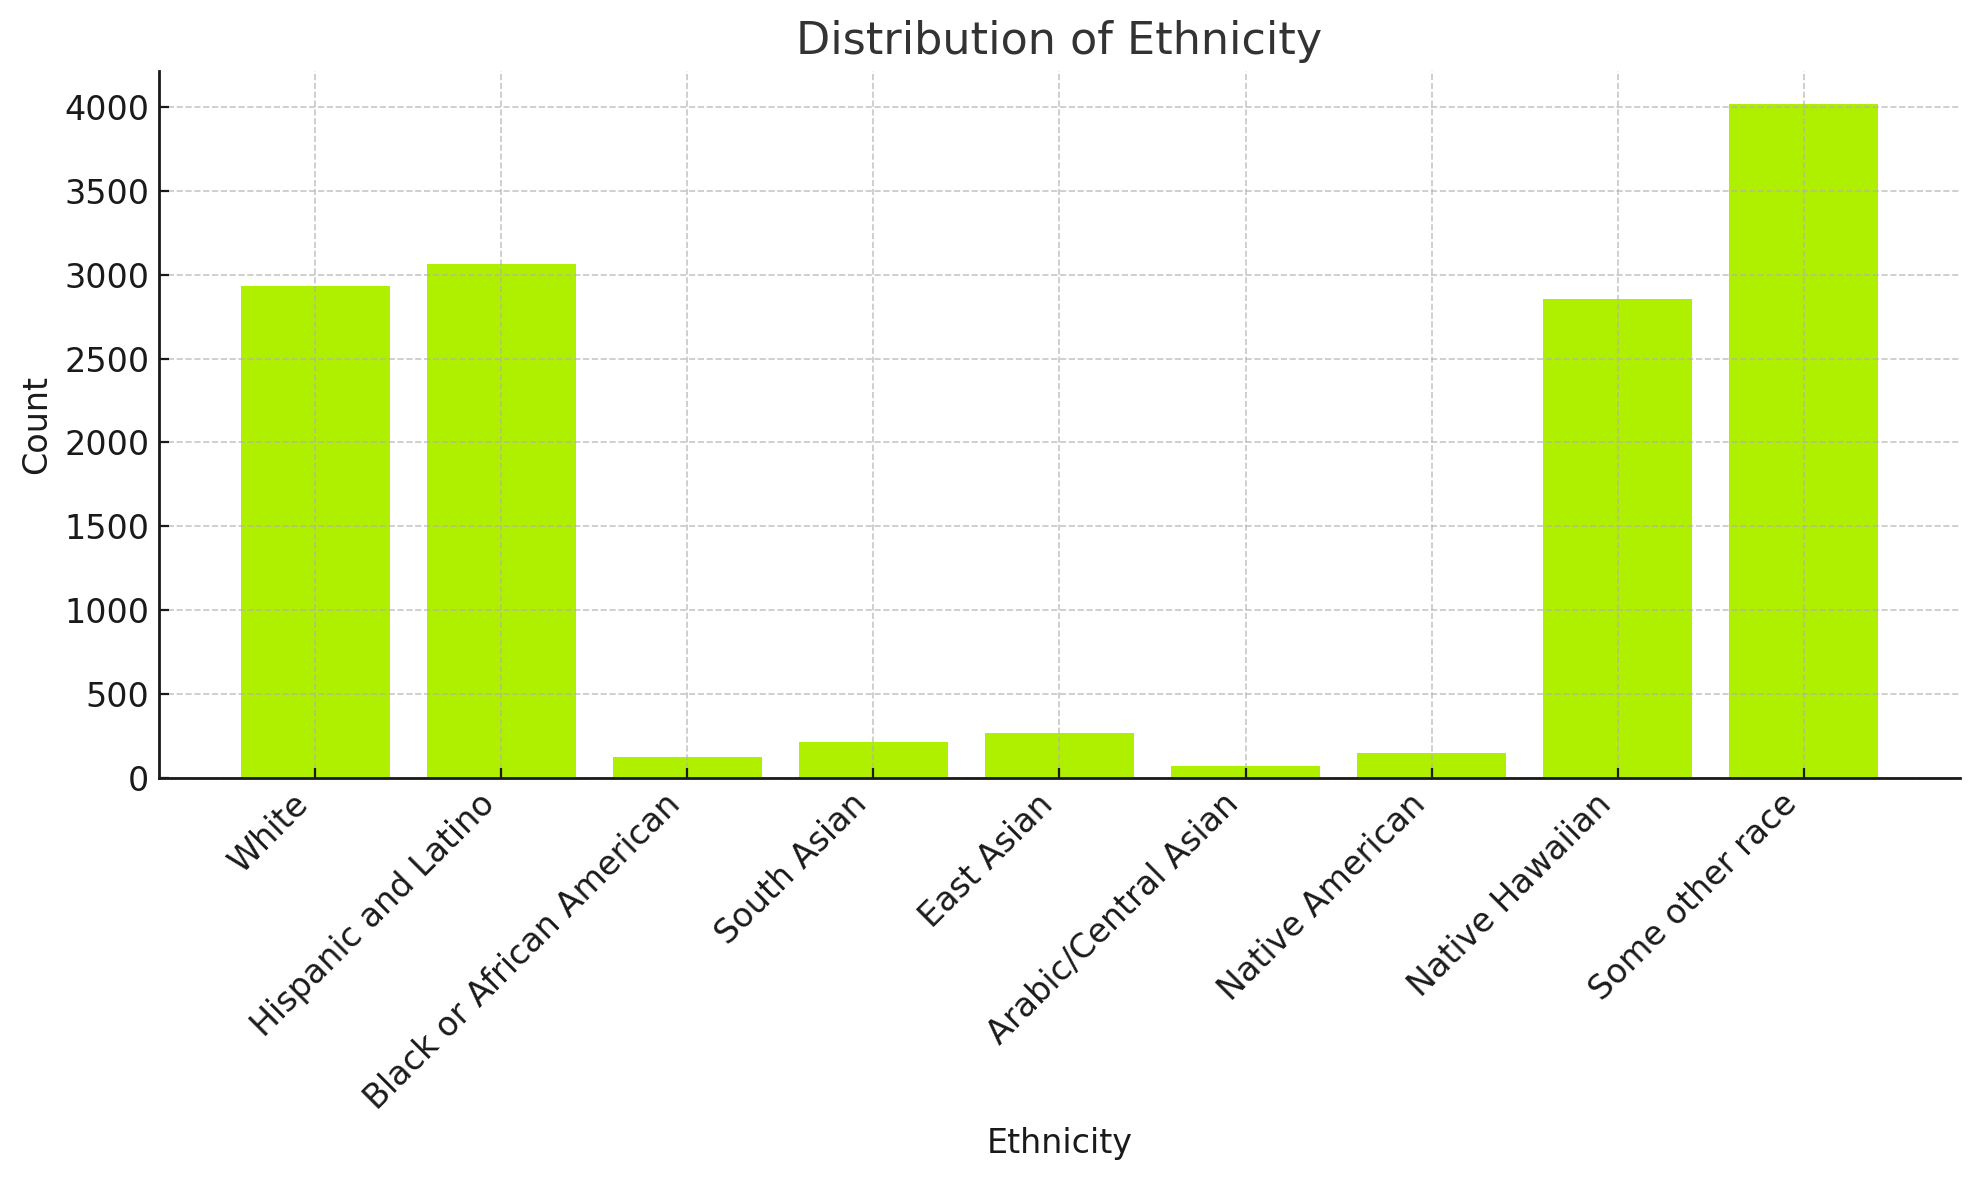 Distribution of Ethnicity
4000
3500
3000
2500
2000
1500
1000
500
0
Count
White
Hispanic and Latino
Black or African American
South Asian
East Asian
Arabic/Central Asian
Native American
Native Hawaiian
Some other race
Ethnicity